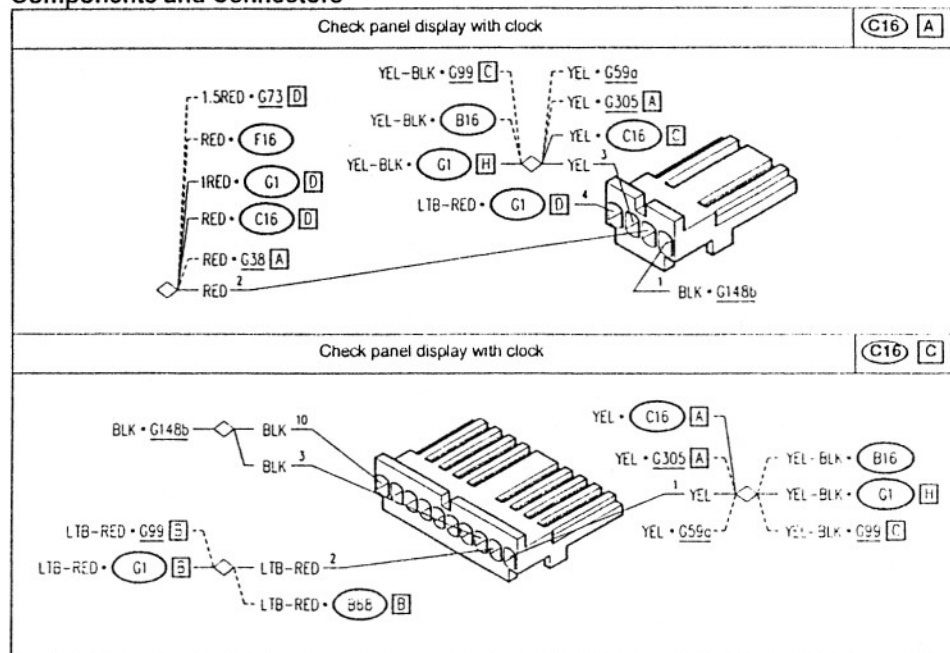 Components and Connectors
Check panel display with clock
C16 A
YEL-BLK • G99 C
YEL • G59a
1.5RED • G73 D
YEL • G305 A
YEL-BLK • B16
RED • F16
YEL • C16 C
YEL-BLK • G1 H
YEL 3
1RED • G1 D
LTB-RED • G1 D 4
RED • C16 D
RED • G38 A
RED 2
1
BLK • G148b
Check panel display with clock
C16 C
YEL • C16 A
BLK • G148b
BLK 10
BLK 3
YEL • G305 A
YEL-BLK • B16
1 YEL
YEL-BLK • G1 H
LTB-RED • G99 B
YEL • G59c
YEL-BLK • G99 C
LTB-RED • G1 B
LTB-RED 2
LTB-RED • B68 B